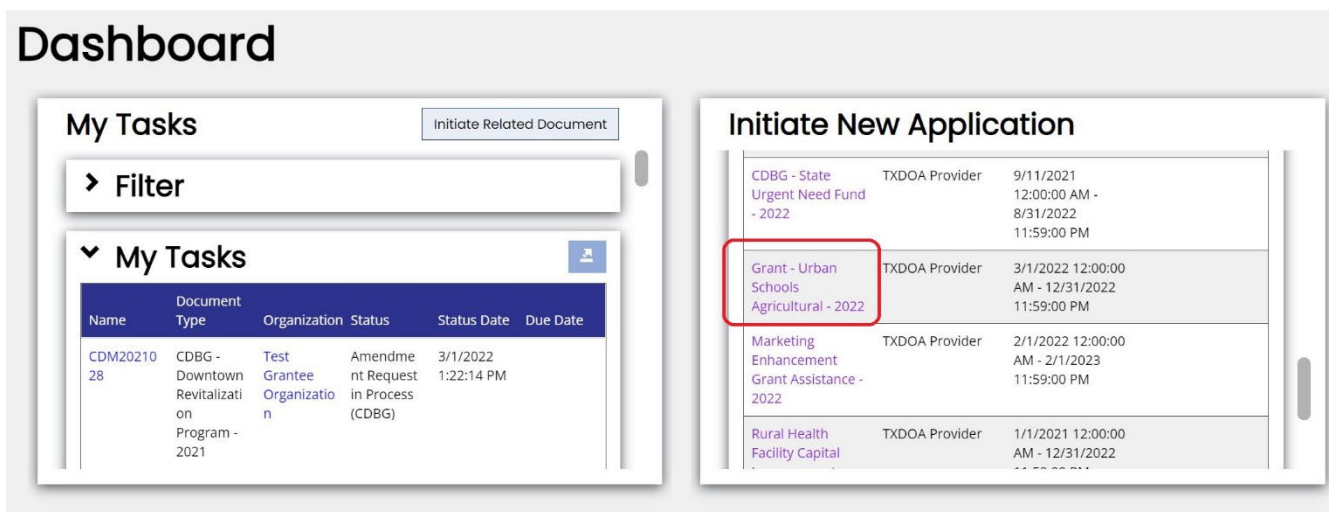 Dashboard
My Tasks
Initiate Related Document
Filter
My Tasks
Name
Document
Type
Organization
Status
Status Date
Due Date
CDM20210
28
CDBG -
Downtown
Revitalizati
on
Program -
2021
Test
Grantee
Organizatio
n
Amendme
nt Request
in Process
(CDBG)
3/1/2022
1:22:14 PM
Initiate New Application
CDBG - State
Urgent Need Fund
- 2022
TXDOA Provider
9/11/2021
12:00:00 AM -
8/31/2022
11:59:00 PM
Grant - Urban
Schools
Agricultural - 2022
TXDOA Provider
3/1/2022 12:00:00
AM - 12/31/2022
11:59:00 PM
Marketing
Enhancement
Grant Assistance -
2022
TXDOA Provider
2/1/2022 12:00:00
AM - 2/1/2023
11:59:00 PM
Rural Health
Facility Capital
TXDOA Provider
1/1/2021 12:00:00
AM - 12/31/2022